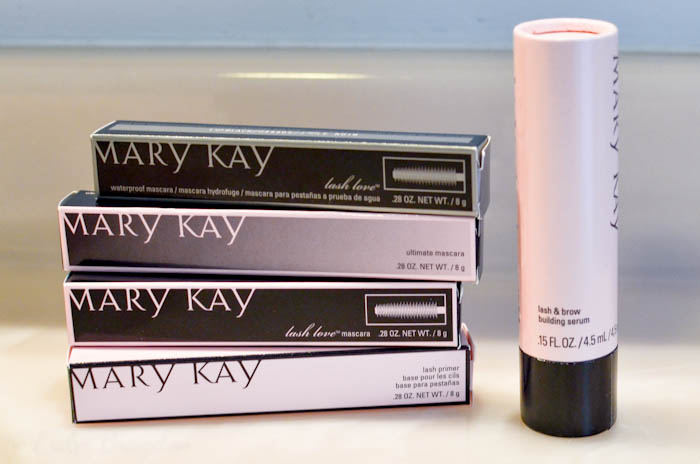 MARY KAY
lash love™
waterproof mascara / mascara hydrofuge / mascara para pestañas a prueba de agua
.28 OZ. NET WT. / 8 g
MARY KAY
ultimate mascara
.28 OZ. NET WT. / 8 g
MARY KAY
lash love™ mascara
.28 OZ. NET WT. / 8 g
MARY KAY
lash primer
base pour les cils
base para pestañas
.28 OZ. NET WT. / 8 g
MARY KAY
lash & brow
building serum
.15 FL. OZ. / 4.5 mL /